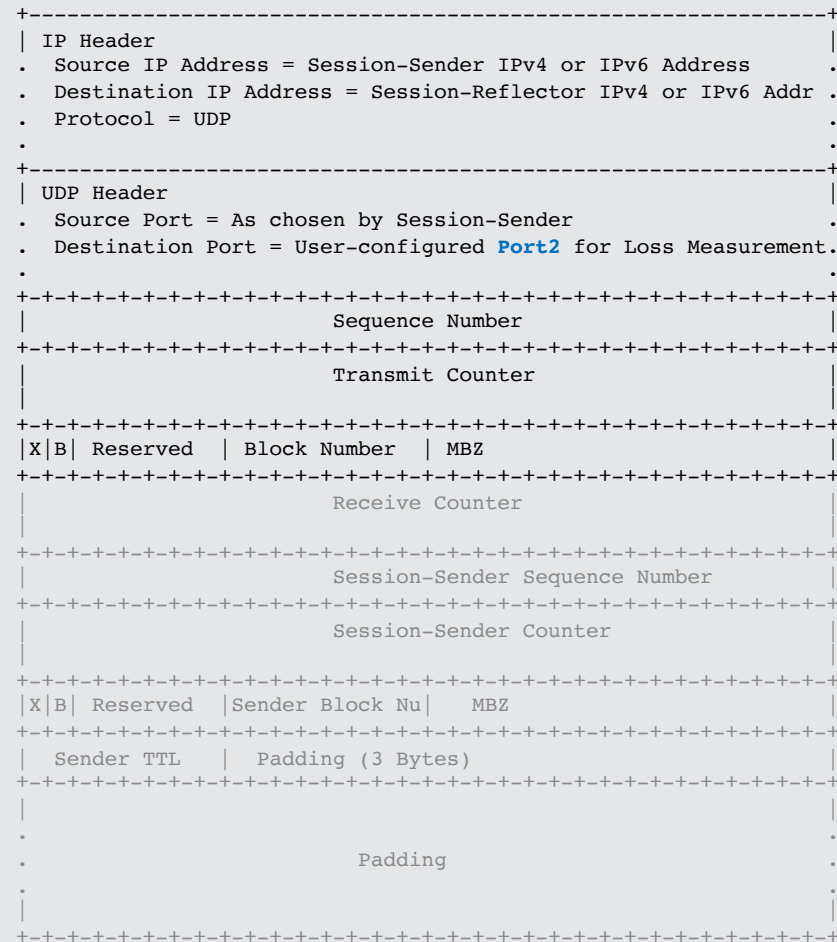 +---------------------------------------------------------------+
| IP Header |
. Source IP Address = Session-Sender IPv4 or IPv6 Address .
. Destination IP Address = Session-Reflector IPv4 or IPv6 Addr .
. Protocol = UDP .
. .
+---------------------------------------------------------------+
| UDP Header |
. Source Port = As chosen by Session-Sender .
. Destination Port = User-configured Port2 for Loss Measurement.
. .
+-+-+-+-+-+-+-+-+-+-+-+-+-+-+-+-+-+-+-+-+-+-+-+-+-+-+-+-+-+-+-+-+
| Sequence Number |
+-+-+-+-+-+-+-+-+-+-+-+-+-+-+-+-+-+-+-+-+-+-+-+-+-+-+-+-+-+-+-+-+
| Transmit Counter |
| |
+-+-+-+-+-+-+-+-+-+-+-+-+-+-+-+-+-+-+-+-+-+-+-+-+-+-+-+-+-+-+-+-+
|X|B| Reserved | Block Number | MBZ |
+-+-+-+-+-+-+-+-+-+-+-+-+-+-+-+-+-+-+-+-+-+-+-+-+-+-+-+-+-+-+-+-+
| Receive Counter |
| |
+-+-+-+-+-+-+-+-+-+-+-+-+-+-+-+-+-+-+-+-+-+-+-+-+-+-+-+-+-+-+-+-+
| Session-Sender Sequence Number |
+-+-+-+-+-+-+-+-+-+-+-+-+-+-+-+-+-+-+-+-+-+-+-+-+-+-+-+-+-+-+-+-+
| Session-Sender Counter |
| |
+-+-+-+-+-+-+-+-+-+-+-+-+-+-+-+-+-+-+-+-+-+-+-+-+-+-+-+-+-+-+-+-+
|X|B| Reserved |Sender Block Nu| MBZ |
+-+-+-+-+-+-+-+-+-+-+-+-+-+-+-+-+-+-+-+-+-+-+-+-+-+-+-+-+-+-+-+-+
| Sender TTL | Padding (3 Bytes) |
+-+-+-+-+-+-+-+-+-+-+-+-+-+-+-+-+-+-+-+-+-+-+-+-+-+-+-+-+-+-+-+-+
| |
. .
. Padding .
. .
| |
+-+-+-+-+-+-+-+-+-+-+-+-+-+-+-+-+-+-+-+-+-+-+-+-+-+-+-+-+-+-+-+-+